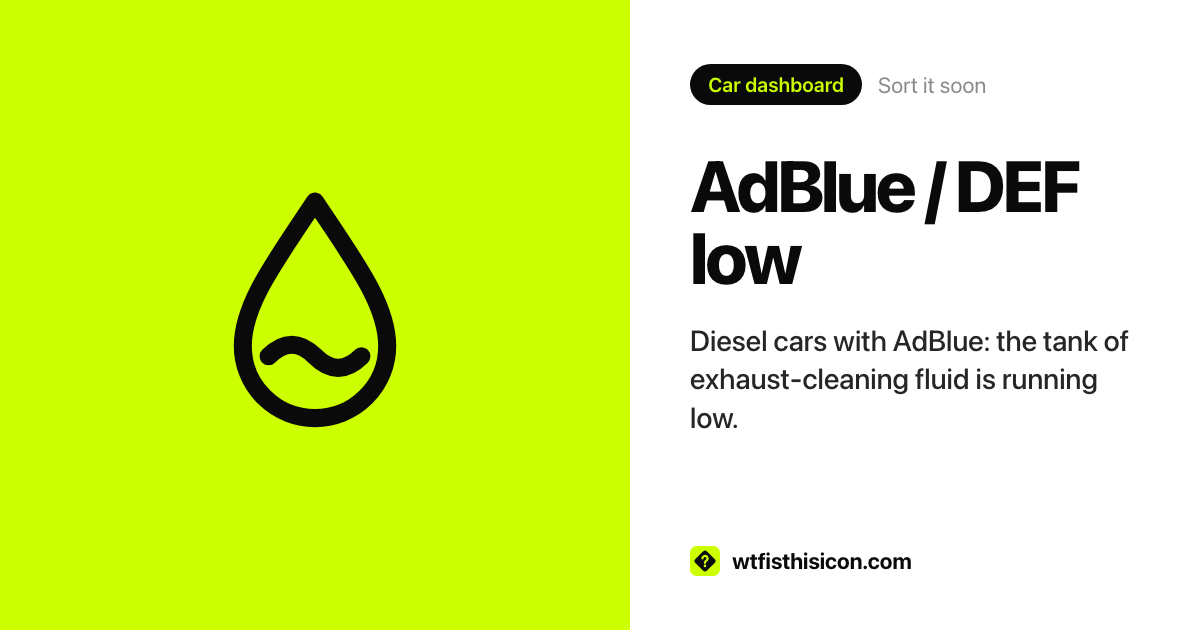 Car dashboard
Sort it soon
AdBlue / DEF
low
Diesel cars with AdBlue: the tank of
exhaust-cleaning fluid is running
low.
?
wtfisthisicon.com